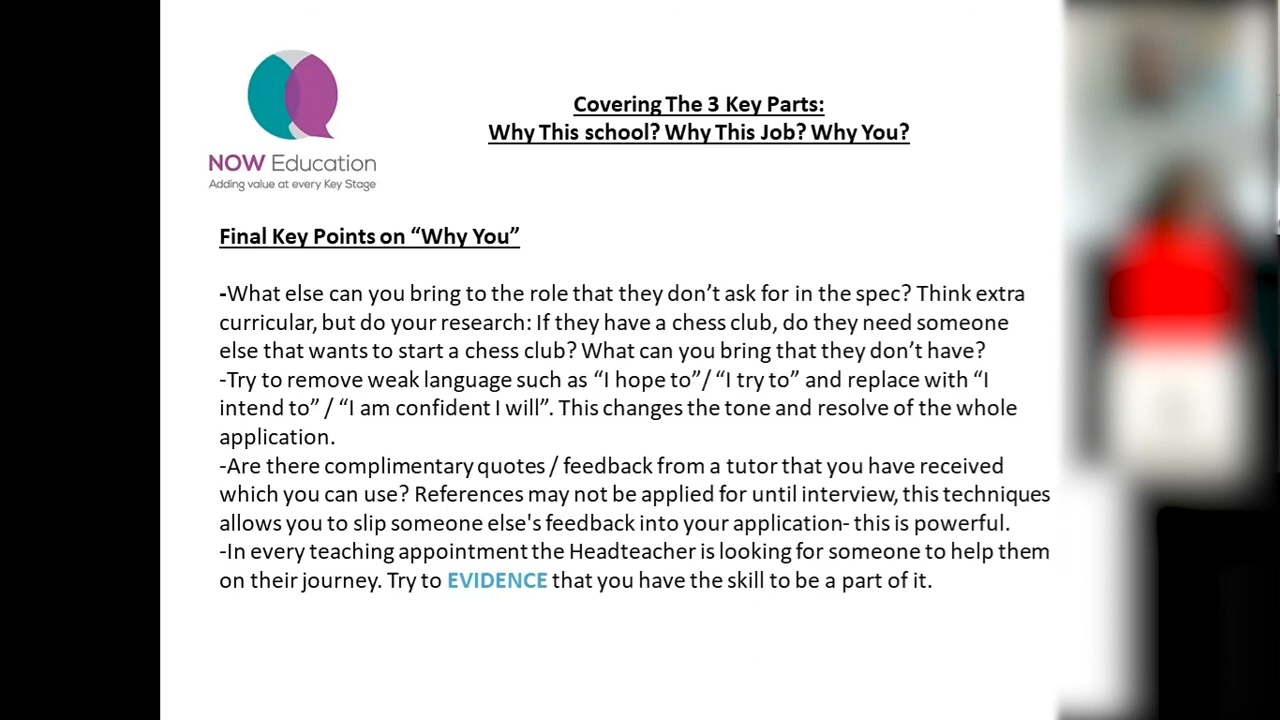 Covering The 3 Key Parts:
Why This school? Why This Job? Why You?
NOW Education
Adding value at every Key Stage
Final Key Points on “Why You”
-What else can you bring to the role that they don’t ask for in the spec? Think extra
curricular, but do your research: If they have a chess club, do they need someone
else that wants to start a chess club? What can you bring that they don’t have?
-Try to remove weak language such as “I hope to”/ “I try to” and replace with “I
intend to” / “I am confident I will”. This changes the tone and resolve of the whole
application.
-Are there complimentary quotes / feedback from a tutor that you have received
which you can use? References may not be applied for until interview, this techniques
allows you to slip someone else's feedback into your application- this is powerful.
-In every teaching appointment the Headteacher is looking for someone to help them
on their journey. Try to EVIDENCE that you have the skill to be a part of it.